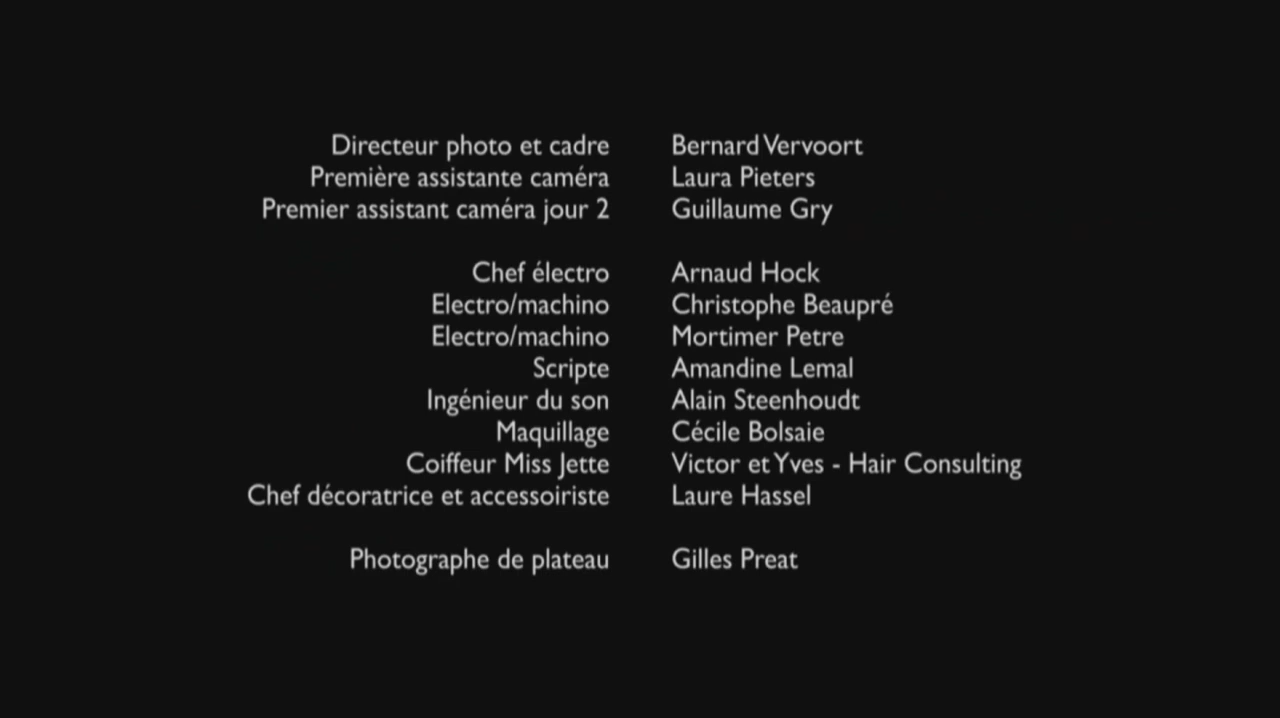 Directeur photo et cadre Bernard Vervoort
Première assistante caméra Laura Pieters
Premier assistant caméra jour 2 Guillaume Gry
Chef électro Arnaud Hock
Electro/machino Christophe Beaupré
Electro/machino Mortimer Petre
Scripte Amandine Lemal
Ingénieur du son Alain Steenhoudt
Maquillage Cécile Bolsaie
Coiffeur Miss Jette Victor et Yves - Hair Consulting
Chef décoratrice et accessoiriste Laure Hassel
Photographe de plateau Gilles Preat